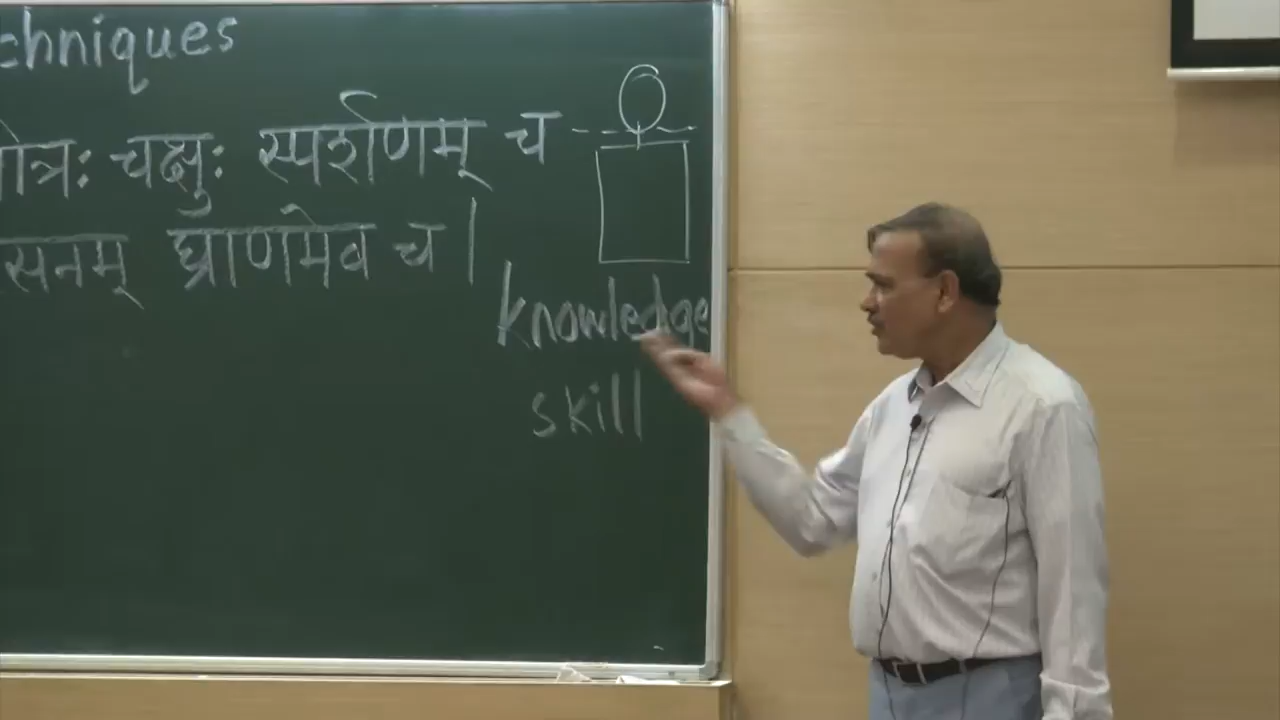 chniques
ोत्रः चक्षुः स्पर्शणम् च
सनम् घ्राणमेव च।
knowledge
skill